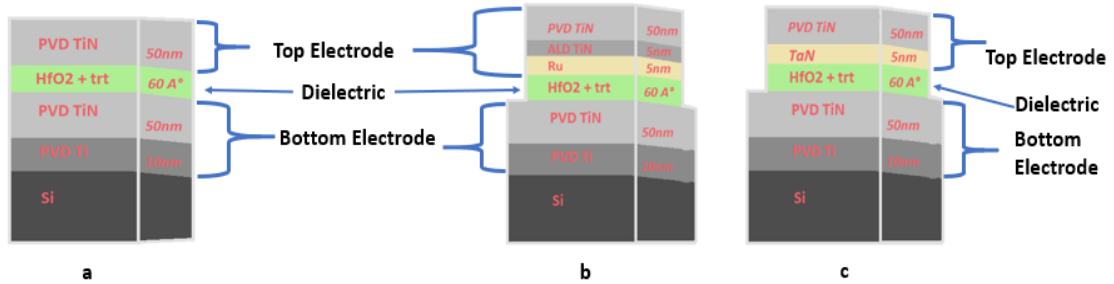 PVD TiN
50nm
HfO2 + trt
60 A°
PVD TiN
50nm
PVD Ti
10nm
Si
a
Top Electrode
Dielectric
Bottom Electrode
PVD TiN
50nm
ALD TiN
5nm
Ru
5nm
HfO2 + trt
60 A°
PVD TiN
50nm
PVD Ti
10nm
Si
b
PVD TiN
50nm
TaN
5nm
HfO2 + trt
60 A°
PVD TiN
50nm
PVD Ti
10nm
Si
c
Top Electrode
Dielectric
Bottom
Electrode